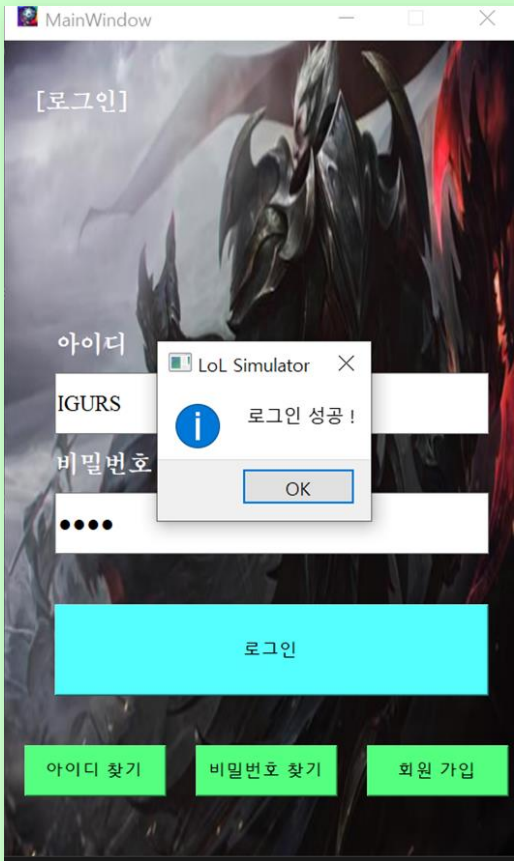 MainWindow
[로그인]
아이디
LoL Simulator
IGURS
로그인 성공 !
비밀번호
OK
●●●●
로그인
아이디 찾기
비밀번호 찾기
회원 가입